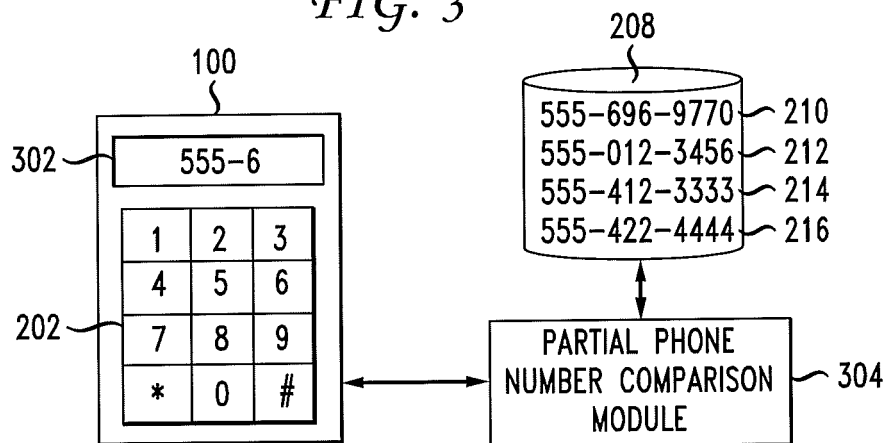 FIG. 3
100
208
302
555-6
555-696-9770
210
555-012-3456
212
555-412-3333
214
555-422-4444
216
1 2 3
4 5 6
202
7 8 9
* 0 #
PARTIAL PHONE
NUMBER COMPARISON
MODULE
304